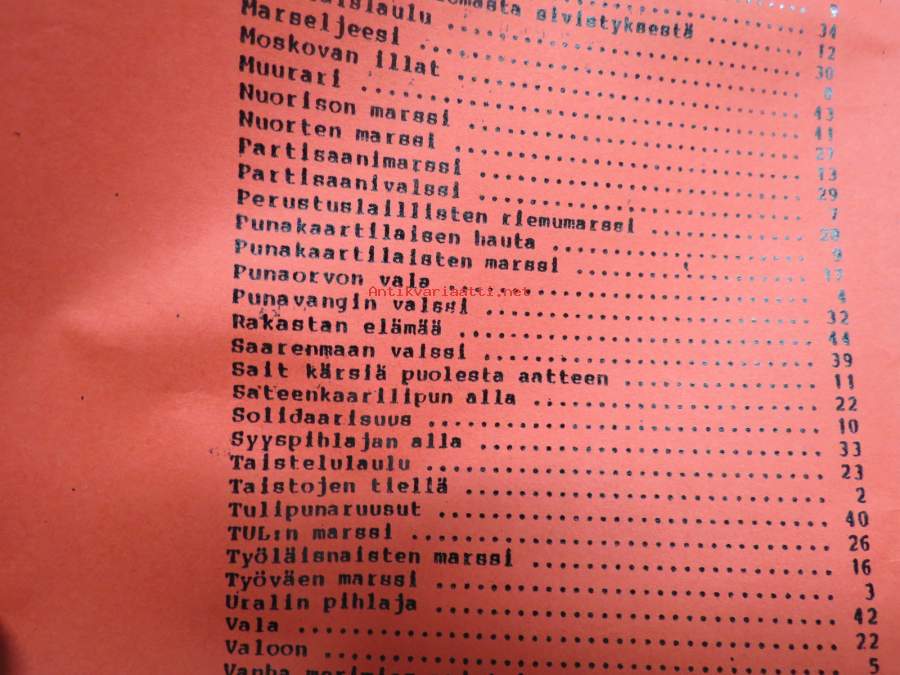 9
34
sivistyksestä ........ 12
laulu ........ 30
Marseljeesi ........
Moskovan illat ........ 43
Muurari ........ 41
Nuorison marssi ........ 27
Nuorten marssi ........ 13
Partisaanimarssi ........ 29
Partisaanivalssi ........ 7
Perustuslaillisten riemumarssi ........ 28
Punakaartilaisen hauta ........ 9
Punakaartilaisten marssi ........ 17
Punaorvon vala ........ 4
Antikvariaatti.net
Punavangin valssi ........ 32
Rakastan elämää ........ 44
Saarenmaan valssi ........ 39
Sait kärsiä puolesta aatteen ........ 11
Sateenkaarilipun alla ........ 22
Solidaarisuus ........ 10
Syyspihlajan alla ........ 33
Taistelulaulu ........ 23
Taistojen tiellä ........ 2
Tulipunaruusut ........ 40
TUL:n marssi ........ 26
Työläisnaisten marssi ........ 16
Työväen marssi ........ 3
Uralin pihlaja ........ 42
Vala ........ 22
Valoon ........ 5
Vanha